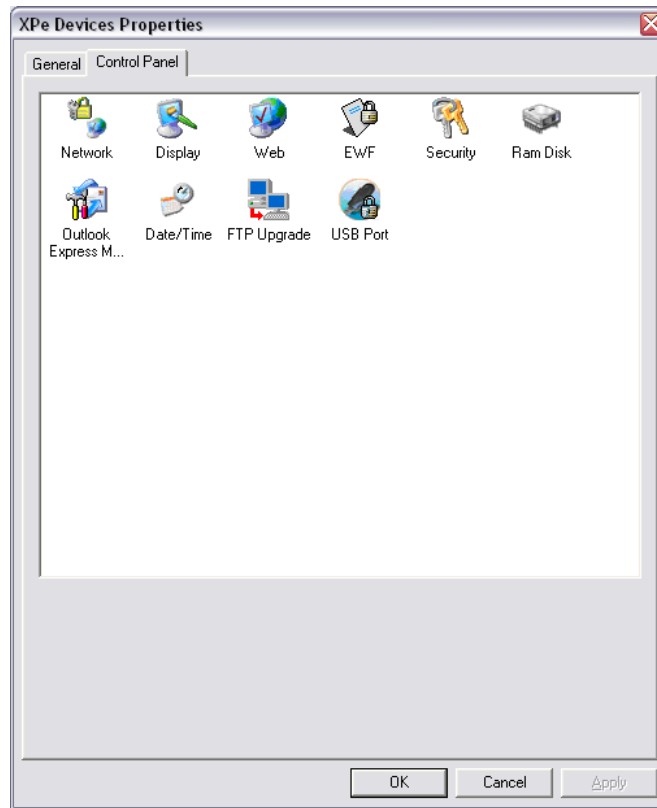 XPe Devices Properties
General Control Panel
Network Display Web EWF Security Ram Disk
Outlook Date/Time FTP Upgrade USB Port
Express M...
OK Cancel Apply